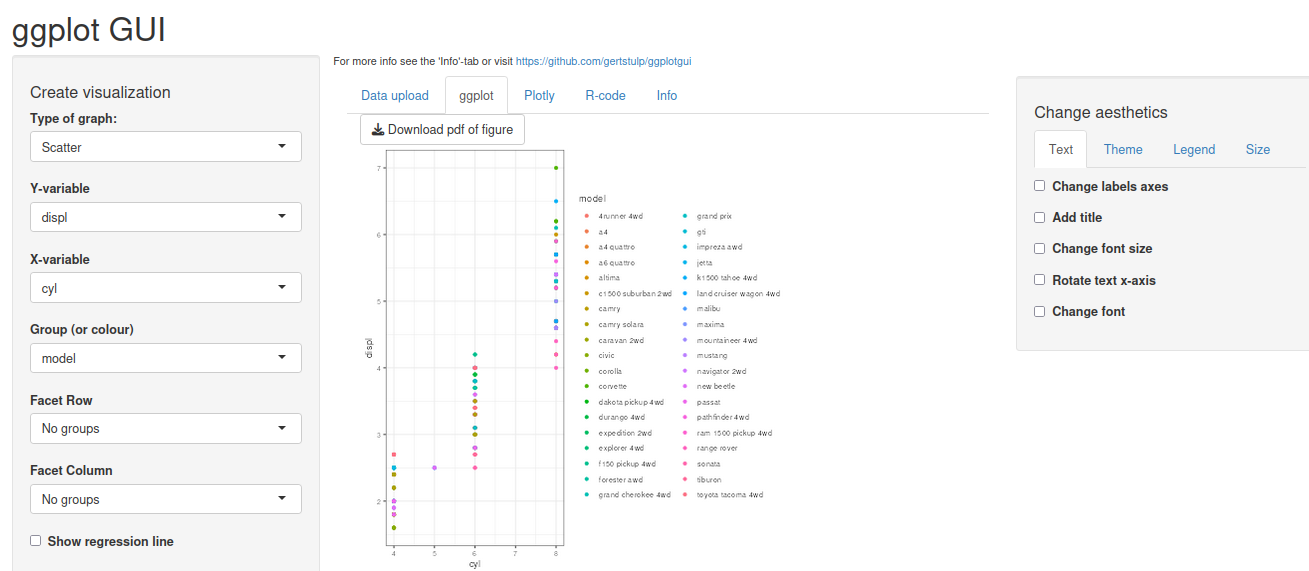 ggplot GUI
For more info see the 'Info'-tab or visit https://github.com/gertstulp/ggplotgui
Create visualization
Type of graph:
Scatter
Y-variable
displ
X-variable
cyl
Group (or colour)
model
Facet Row
No groups
Facet Column
No groups
Show regression line
Data upload ggplot Plotly R-code Info
Download pdf of figure
7
6
5
4
3
2
displ
4 5 6 7 8
cyl
model
4runner 4wd
a4
a4 quattro
a6 quattro
altima
c1500 suburban 2wd
camry
camry solara
caravan 2wd
civic
corolla
corvette
dakota pickup 4wd
durango 4wd
expedition 2wd
explorer 4wd
f150 pickup 4wd
forester awd
grand cherokee 4wd
grand prix
gti
impreza awd
jetta
k1500 tahoe 4wd
land cruiser wagon 4wd
malibu
maxima
mountaineer 4wd
mustang
navigator 2wd
new beetle
passat
pathfinder 4wd
ram 1500 pickup 4wd
range rover
sonata
tiburon
toyota tacoma 4wd
Change aesthetics
Text Theme Legend Size
Change labels axes
Add title
Change font size
Rotate text x-axis
Change font